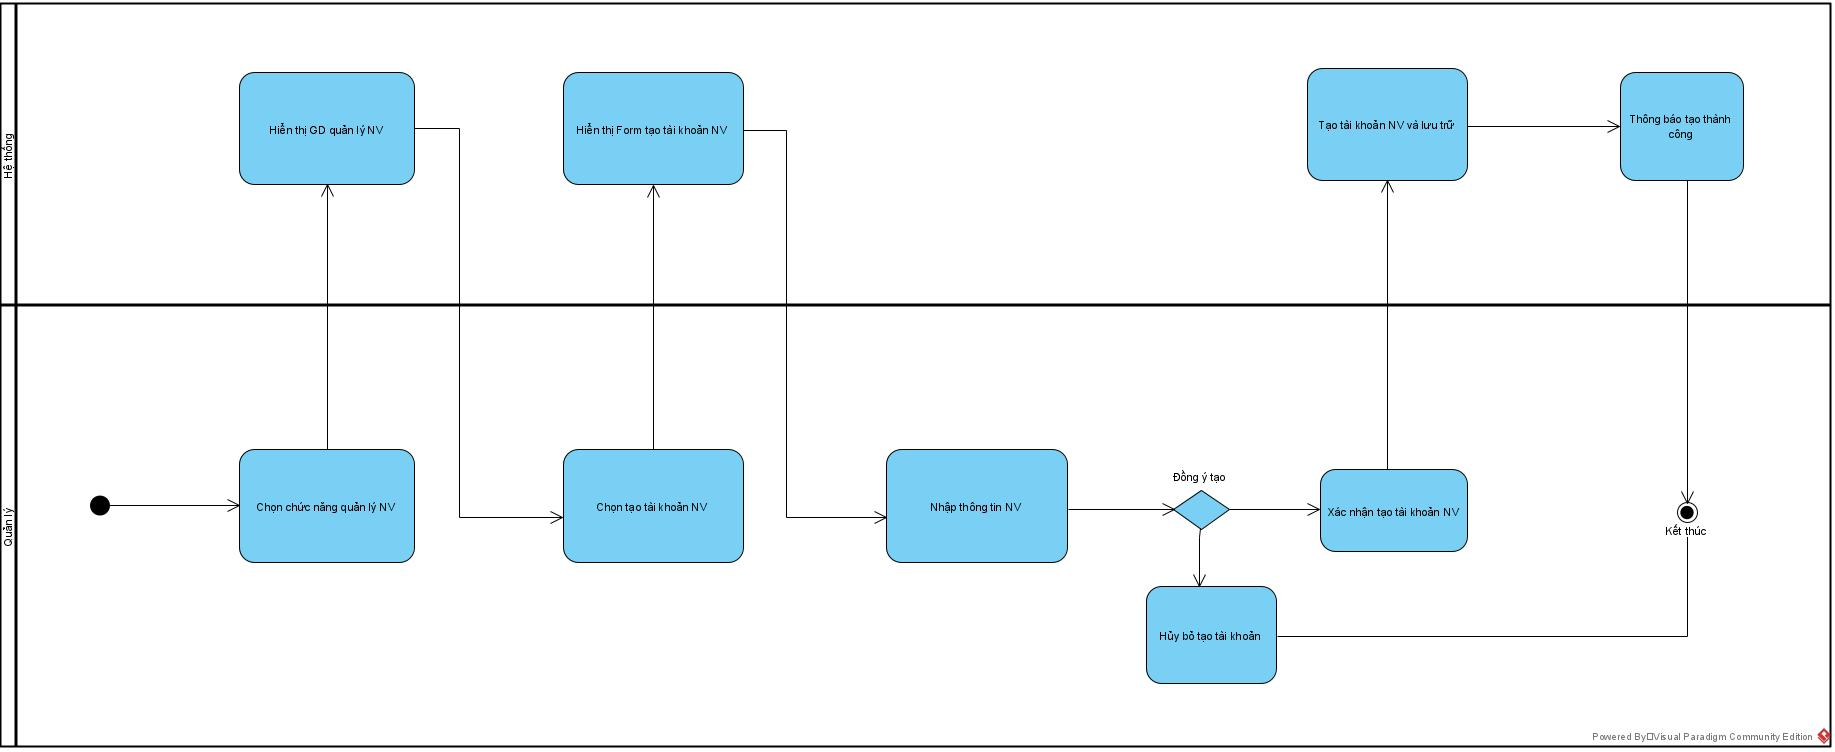 Hệ thống
Hiển thị GD quản lý NV
Hiển thị Form tạo tài khoản NV
Tạo tài khoản NV và lưu trữ
Thông báo tạo thành
công
Quản lý
Chọn chức năng quản lý NV
Chọn tạo tài khoản NV
Nhập thông tin NV
Đồng ý tạo
Xác nhận tạo tài khoản NV
Kết thúc
Hủy bỏ tạo tài khoản
Powered By□Visual Paradigm Community Edition